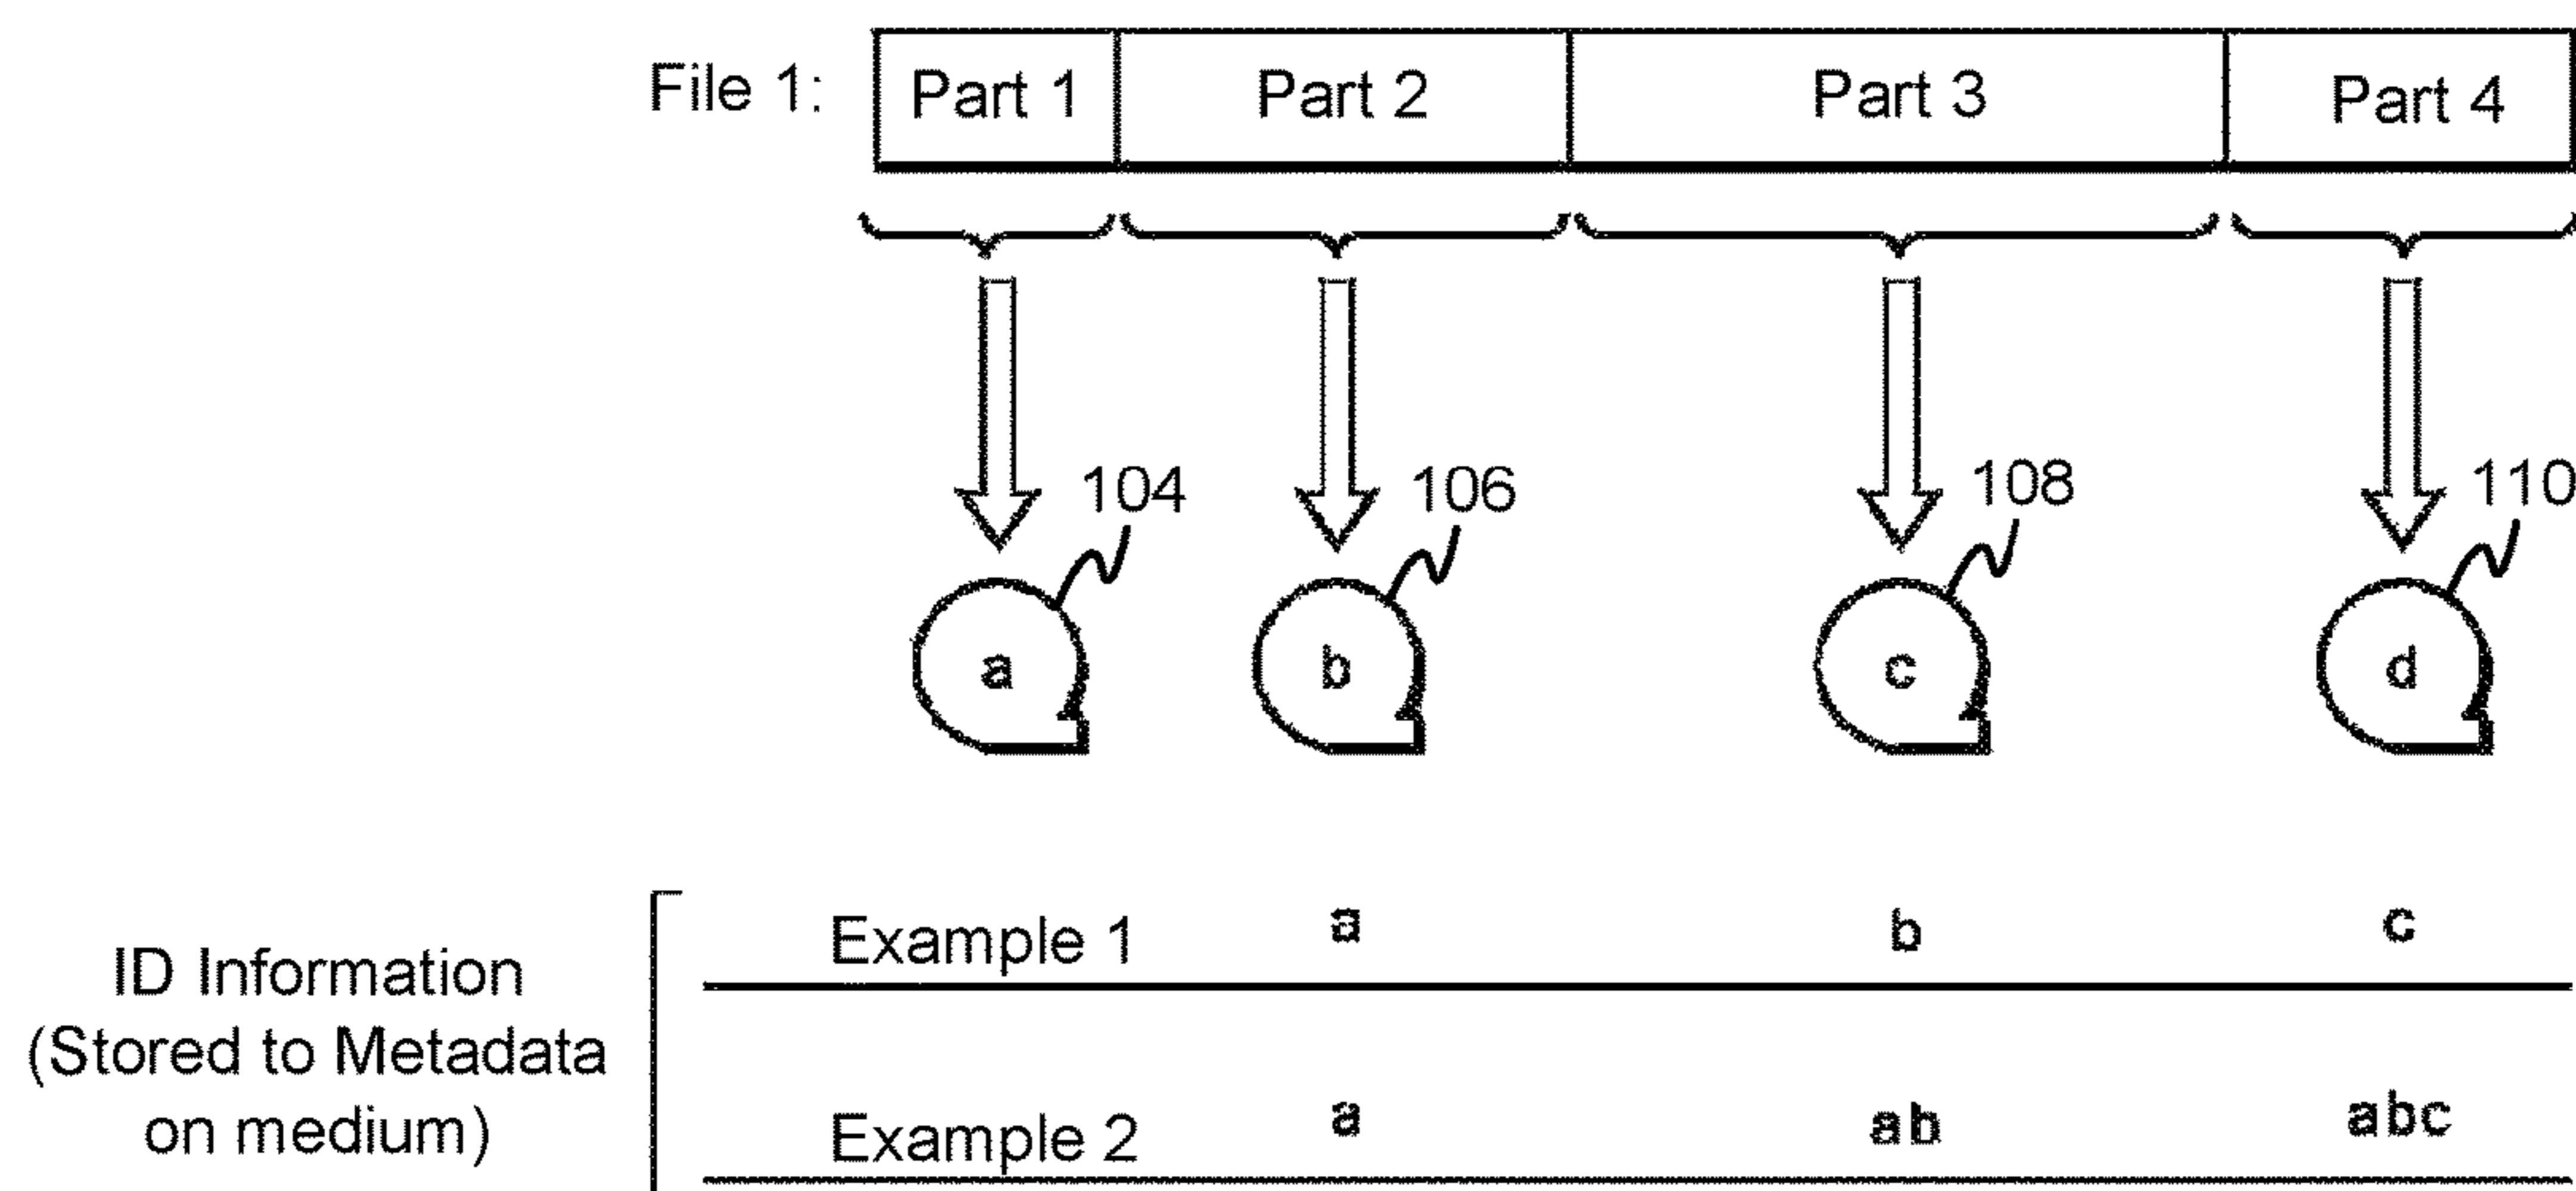 File 1: Part 1 Part 2 Part 3 Part 4
104 106 108 110
a b c d
ID Information
(Stored to Metadata
on medium)
Example 1 a b c
Example 2 a ab abc